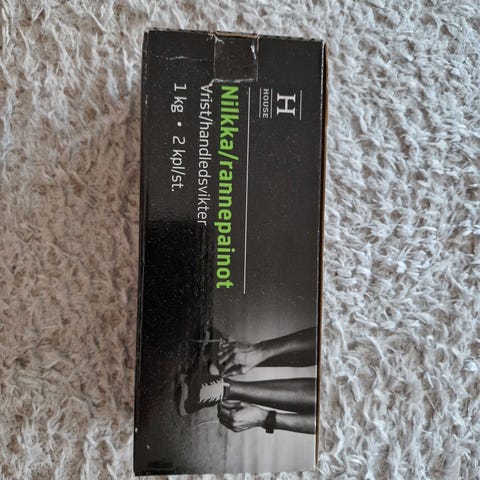 H
HOUSE
Nilkka/rannepainot
Vrist/handledsvikter
1 kg • 2 kpl/st.